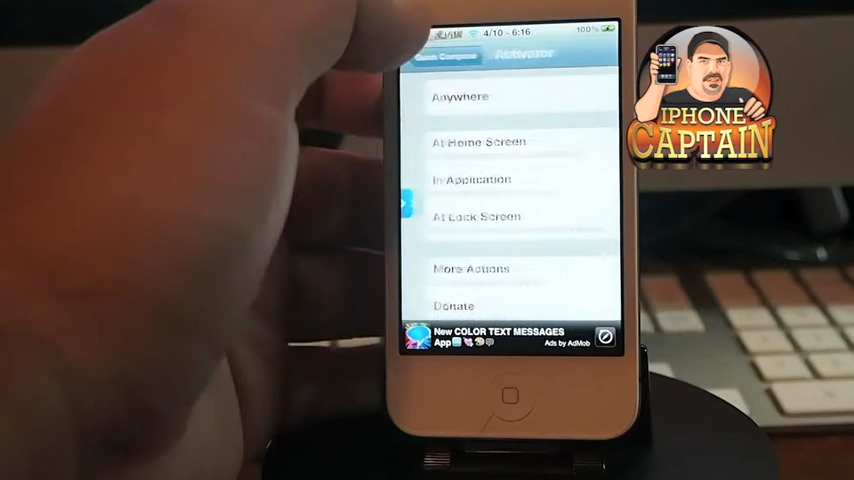 4/10 - 6:16
100%
Quick Compose
Activator
Anywhere
At Home Screen
In Application
At Lock Screen
More Actions
Donate
New COLOR TEXT MESSAGES
App
Ads by AdMob
IPHONE
CAPTAIN